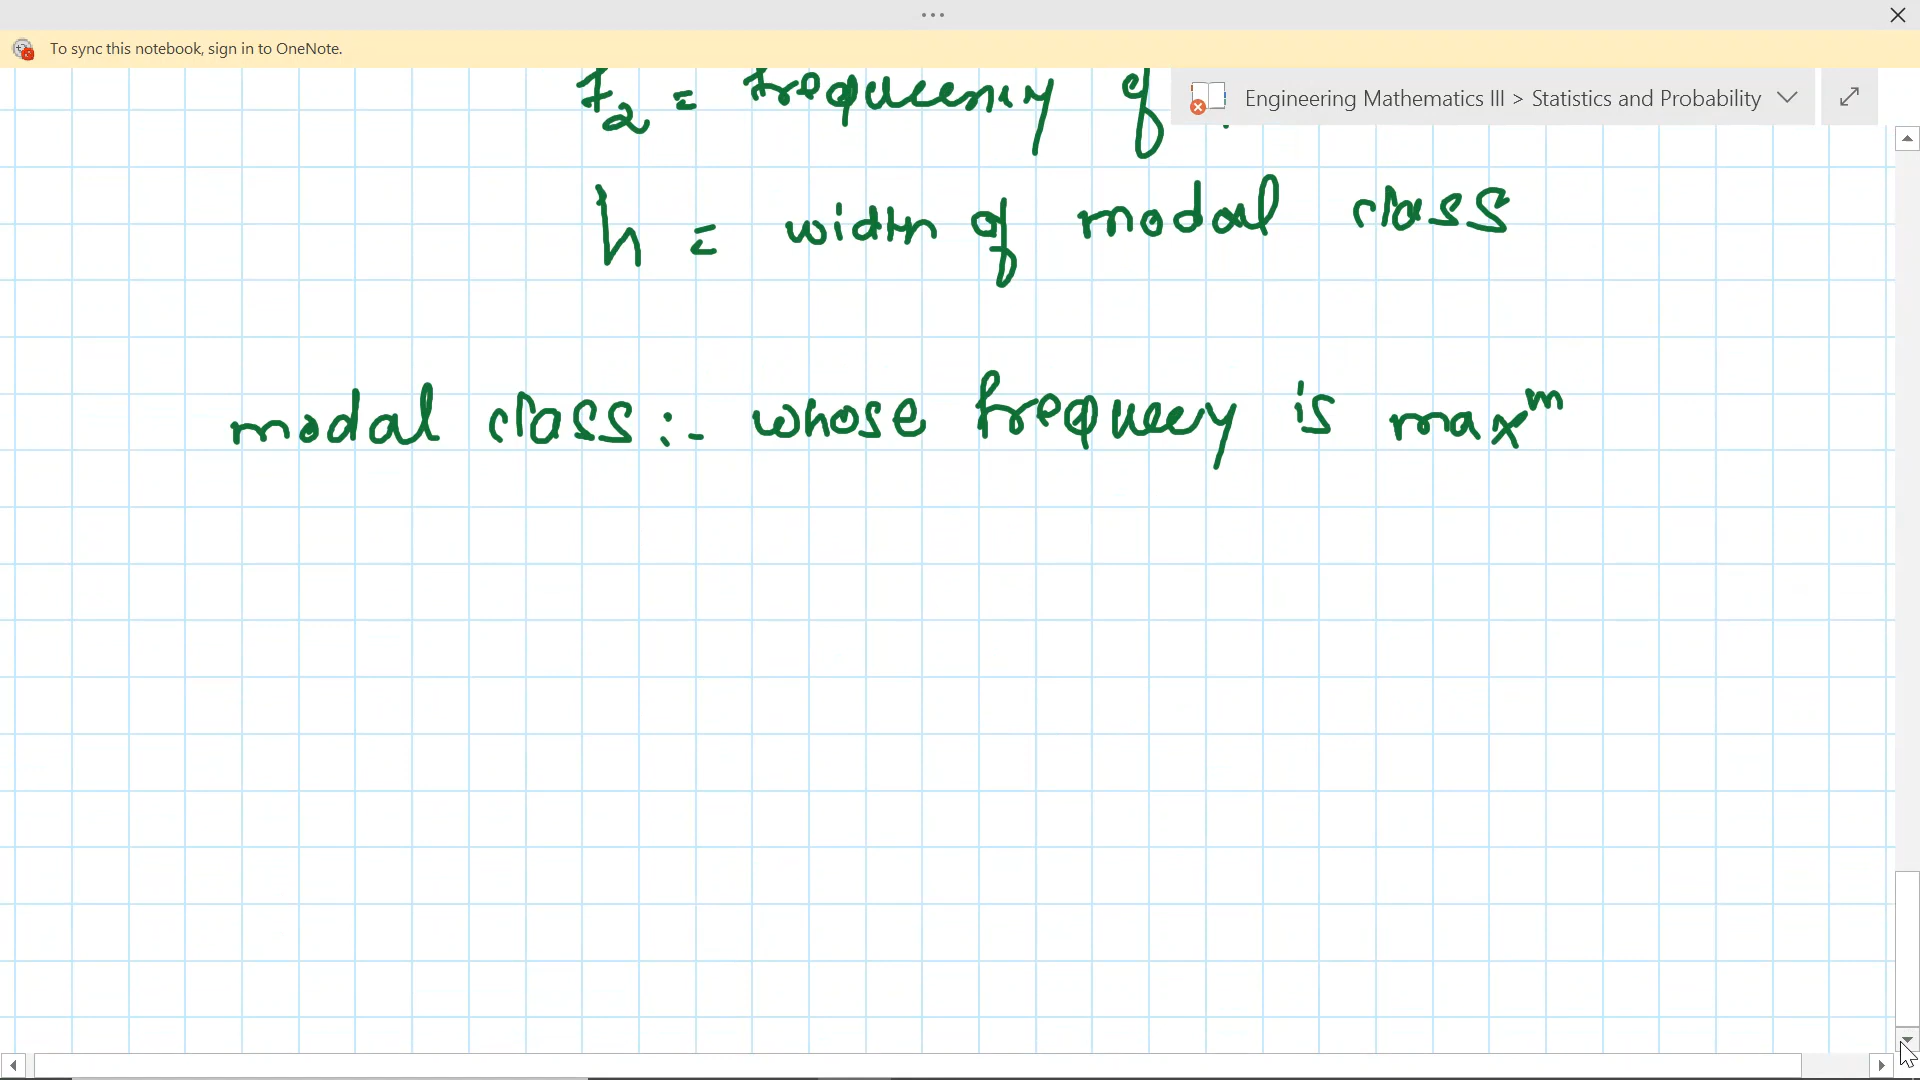 To sync this notebook, sign in to OneNote.
Engineering Mathematics III > Statistics and Probability
f2 = frequency of
h = width of modal class
modal class :- whose frequency is max^m